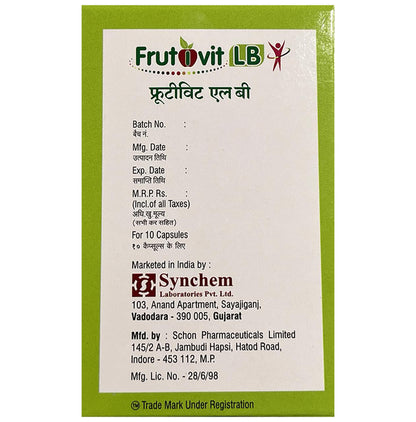 Frutivit LB
फ्रूटीविट एल बी
Batch No. :
बैच नं.
Mfg. Date :
उत्पादन तिथि
Exp. Date :
समाप्ति तिथि
M.R.P. Rs. :
(Incl.of all Taxes)
अधि.खु मूल्य
(सभी कर सहित)
For 10 Capsules
१० कैप्सूल्स के लिए
Marketed in India by :
Synchem
Laboratories Pvt. Ltd.
103, Anand Apartment, Sayajiganj,
Vadodara - 390 005, Gujarat
Mfd. by : Schon Pharmaceuticals Limited
145/2 A-B, Jambudi Hapsi, Hatod Road,
Indore - 453 112, M.P.
Mfg. Lic. No. - 28/6/98
TM Trade Mark Under Registration